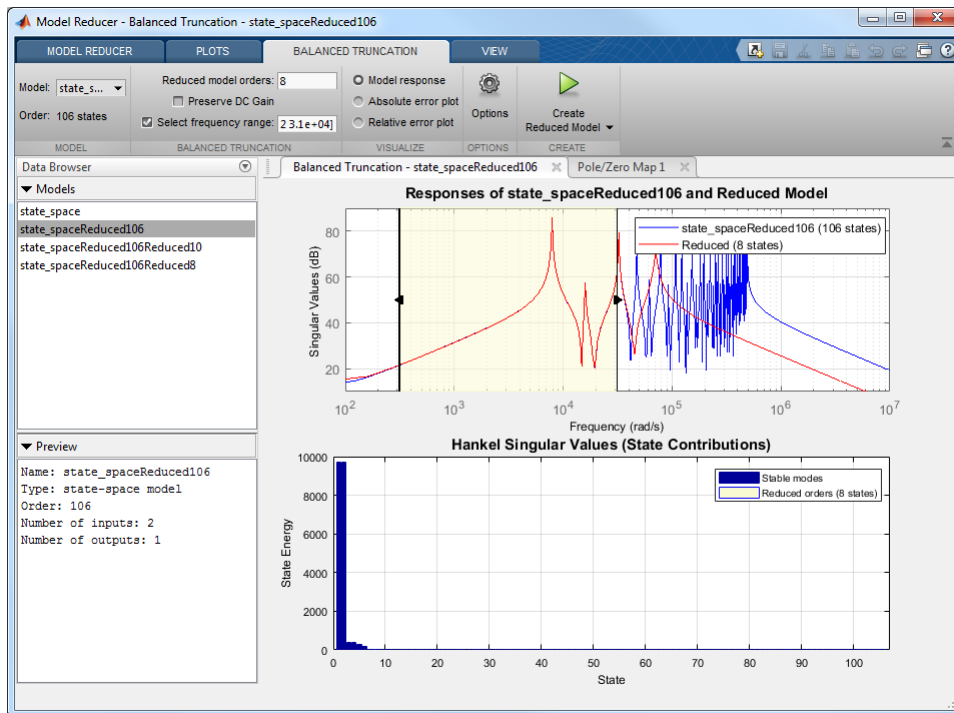 Model Reducer - Balanced Truncation - state_spaceReduced106
MODEL REDUCER
PLOTS
BALANCED TRUNCATION
VIEW
Model: state_s...
Order: 106 states
MODEL
Reduced model orders: 8
Preserve DC Gain
Select frequency range: 2 3.1e+04]
BALANCED TRUNCATION
Model response
Absolute error plot
Relative error plot
VISUALIZE
Options
OPTIONS
Create
Reduced Model
CREATE
Data Browser
Models
state_space
state_spaceReduced106
state_spaceReduced106Reduced10
state_spaceReduced106Reduced8
Preview
Name: state_spaceReduced106
Type: state-space model
Order: 106
Number of inputs: 2
Number of outputs: 1
Balanced Truncation - state_spaceReduced106
Pole/Zero Map 1
Responses of state_spaceReduced106 and Reduced Model
state_spaceReduced106 (106 states)
Reduced (8 states)
Singular Values (dB)
80
60
40
20
10^2 10^3 10^4 10^5 10^6 10^7
Frequency (rad/s)
Hankel Singular Values (State Contributions)
Stable modes
Reduced orders (8 states)
State Energy
10000
8000
6000
4000
2000
0
0 10 20 30 40 50 60 70 80 90 100
State